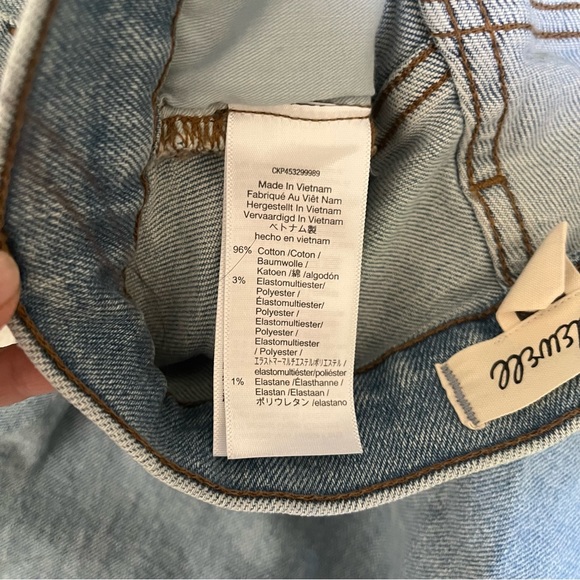 CKP453299989
Made In Vietnam
Fabriqué Au Viêt Nam
Hergestellt In Vietnam
Vervaardigd In Vietnam
ベトナム製
hecho en vietnam
96% Cotton /Coton /
Baumwolle /
Katoen /綿 /algodón
3% Elastomultiester/
Polyester /
Élastomultiester/
Polyester /
Elastomultiester
/ Polyester /
Elastomultiester
/ Polyester /
エラストマーマルチエステル/ポリエステル /
elastomultiéster/poliéster
1% Elastane /Élasthanne /
Elastan /Elastaan /
ポリウレタン /elastano